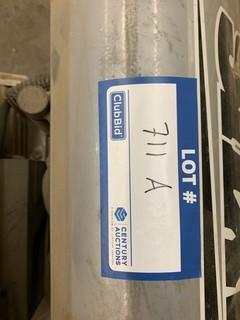 LOT #
711 A
ClubBid
CENTURY
AUCTIONS